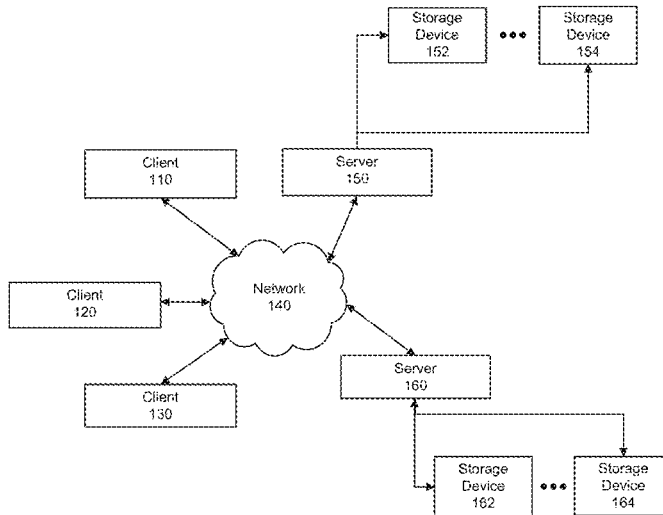 Storage
Device
152
Storage
Device
154
Client
110
Server
150
Client
120
Network
140
Client
130
Server
160
Storage
Device
162
Storage
Device
164